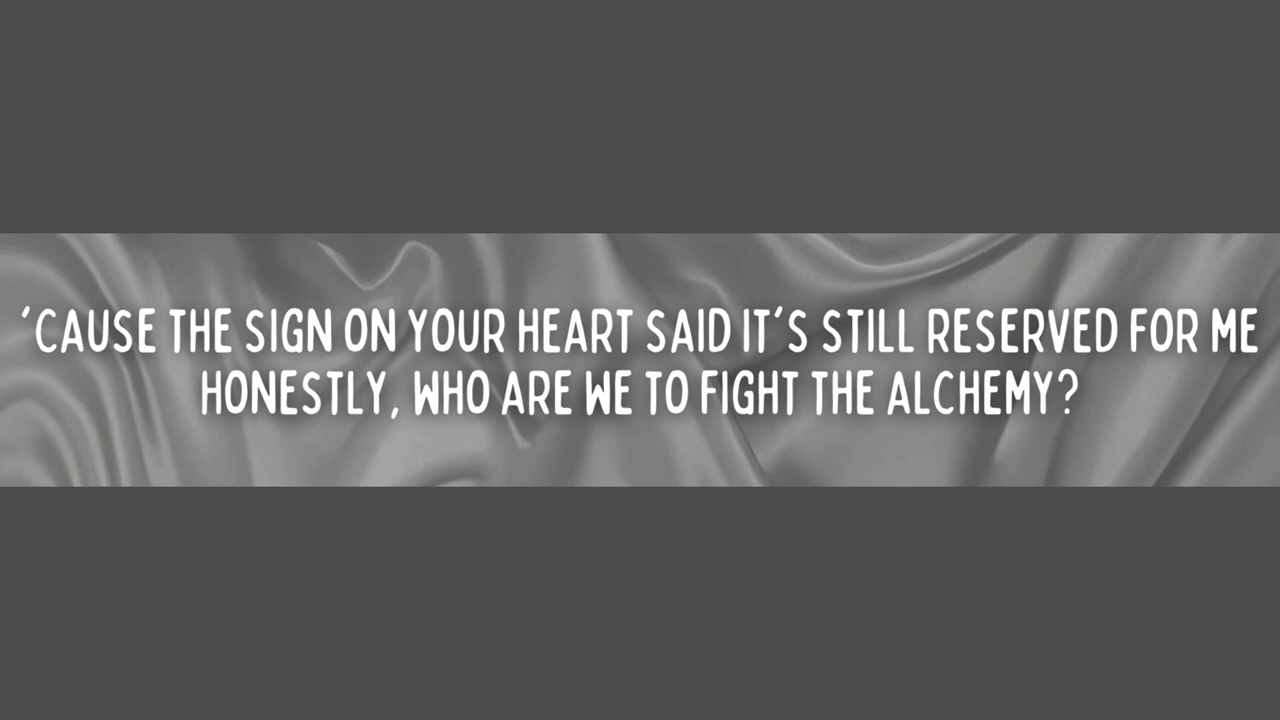 'CAUSE THE SIGN ON YOUR HEART SAID IT'S STILL RESERVED FOR ME
HONESTLY, WHO ARE WE TO FIGHT THE ALCHEMY?